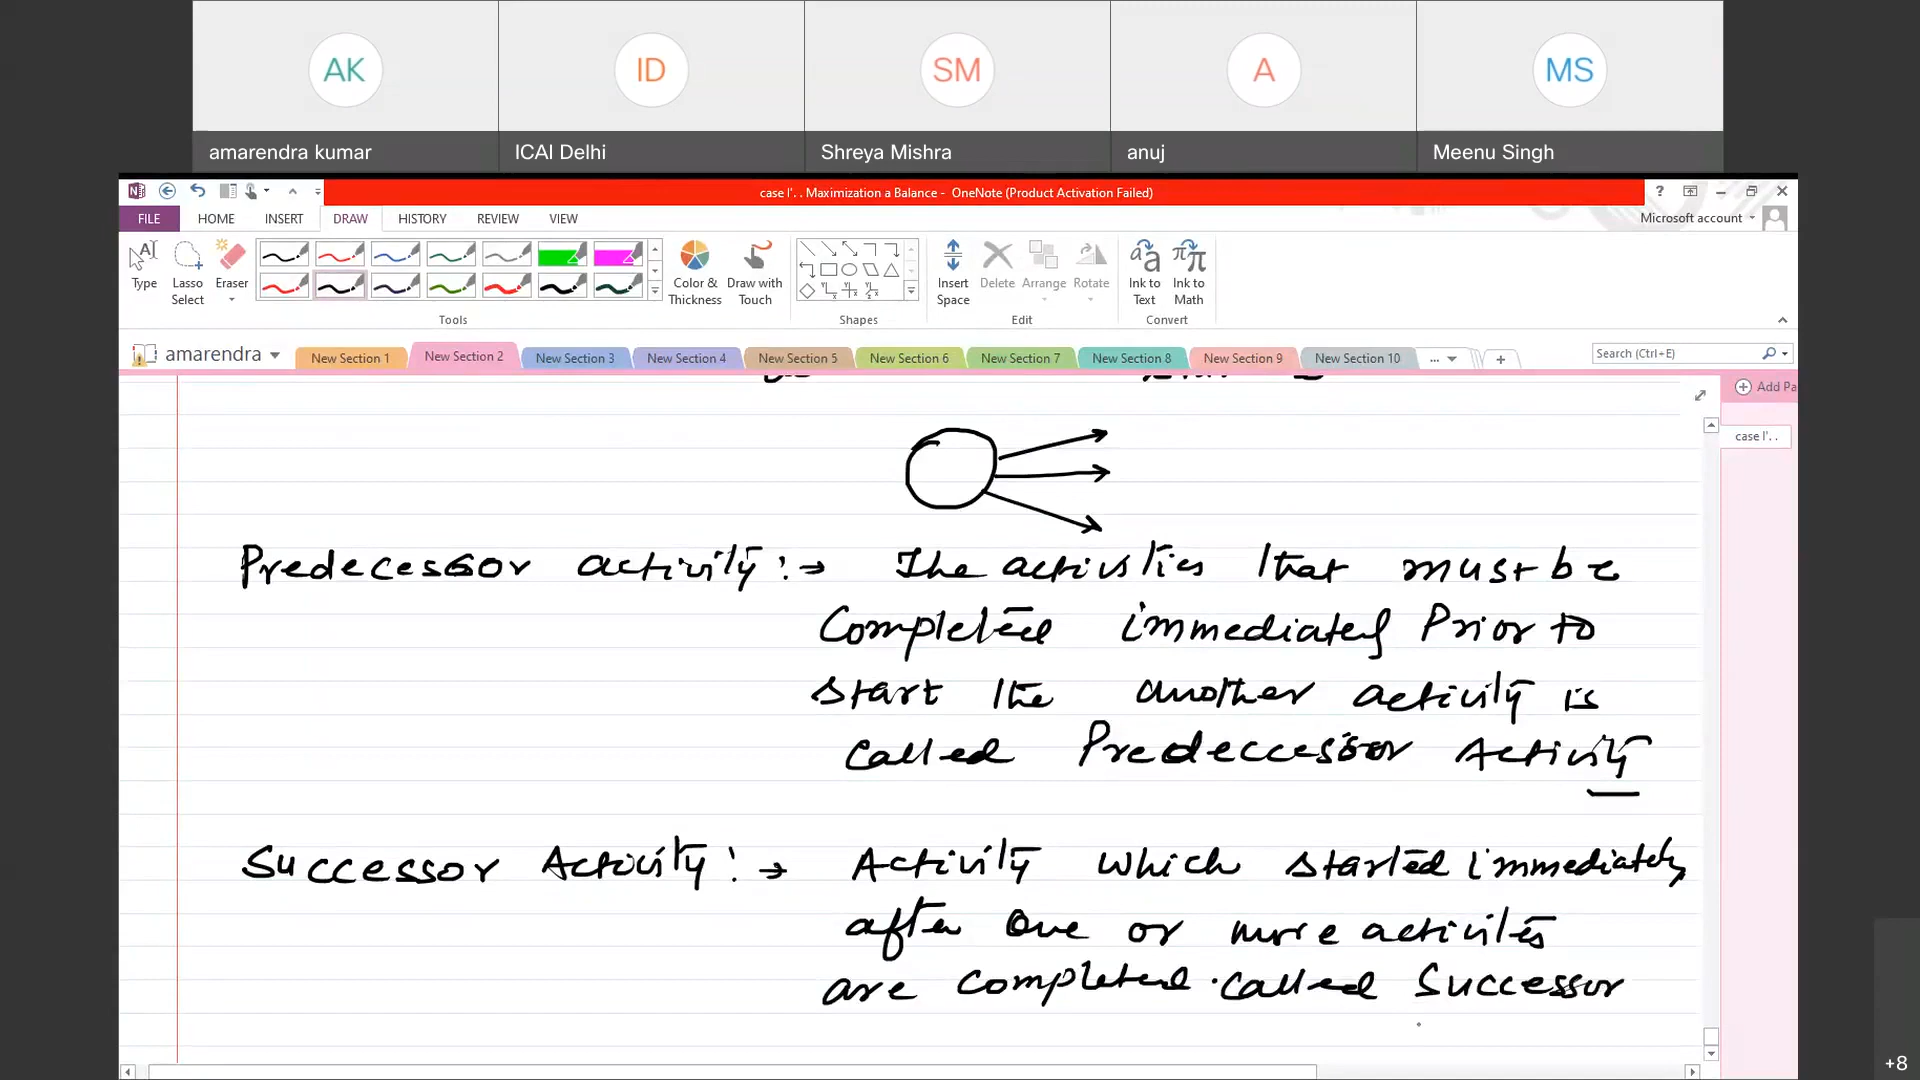 AK ID SM A MS
amarendra kumar ICAI Delhi Shreya Mishra anuj Meenu Singh
case I'. . Maximization a Balance - OneNote (Product Activation Failed) ?
FILE HOME INSERT DRAW HISTORY REVIEW VIEW Microsoft account
Type Lasso Select Eraser Color & Thickness Draw with Touch Insert Space Delete Arrange Rotate Ink to Text Ink to Math
Tools Shapes Edit Convert
amarendra New Section 1 New Section 2 New Section 3 New Section 4 New Section 5 New Section 6 New Section 7 New Section 8 New Section 9 New Section 10 ... Search (Ctrl+E)
Add Pa
case I'. .
Predecessor activity :→ The activities that must be
Completed immediately Prior to
start the another activity is
called Predeccessor Activity
Successor Activity :→ Activity which started immediately
after one or more activites
are completed . called Successor
+8